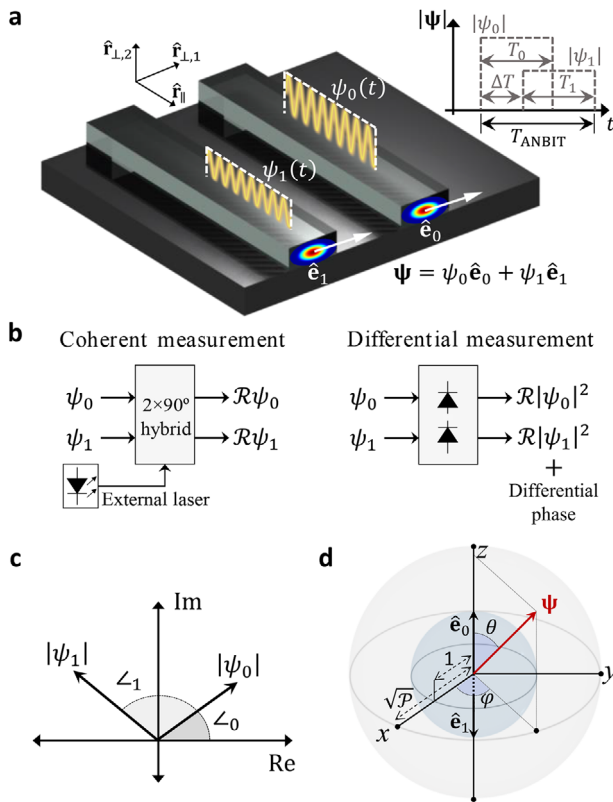 a
r̂⊥,2
r̂⊥,1
r̂∥
ψ₀(t)
ψ₁(t)
ê₀
ê₁
𝛙 = ψ₀ê₀ + ψ₁ê₁
|𝛙|
|ψ₀|
T₀
|ψ₁|
ΔT
T₁
t
T_ANBIT
b
Coherent measurement
ψ₀
ψ₁
2×90º
hybrid
ℛψ₀
ℛψ₁
External laser
Differential measurement
ψ₀
ψ₁
ℛ|ψ₀|²
ℛ|ψ₁|²
+
Differential
phase
c
Im
|ψ₁|
|ψ₀|
∠₁
∠₀
Re
d
z
ê₀
θ
𝛙
1
√𝒫
y
x
ê₁
φ